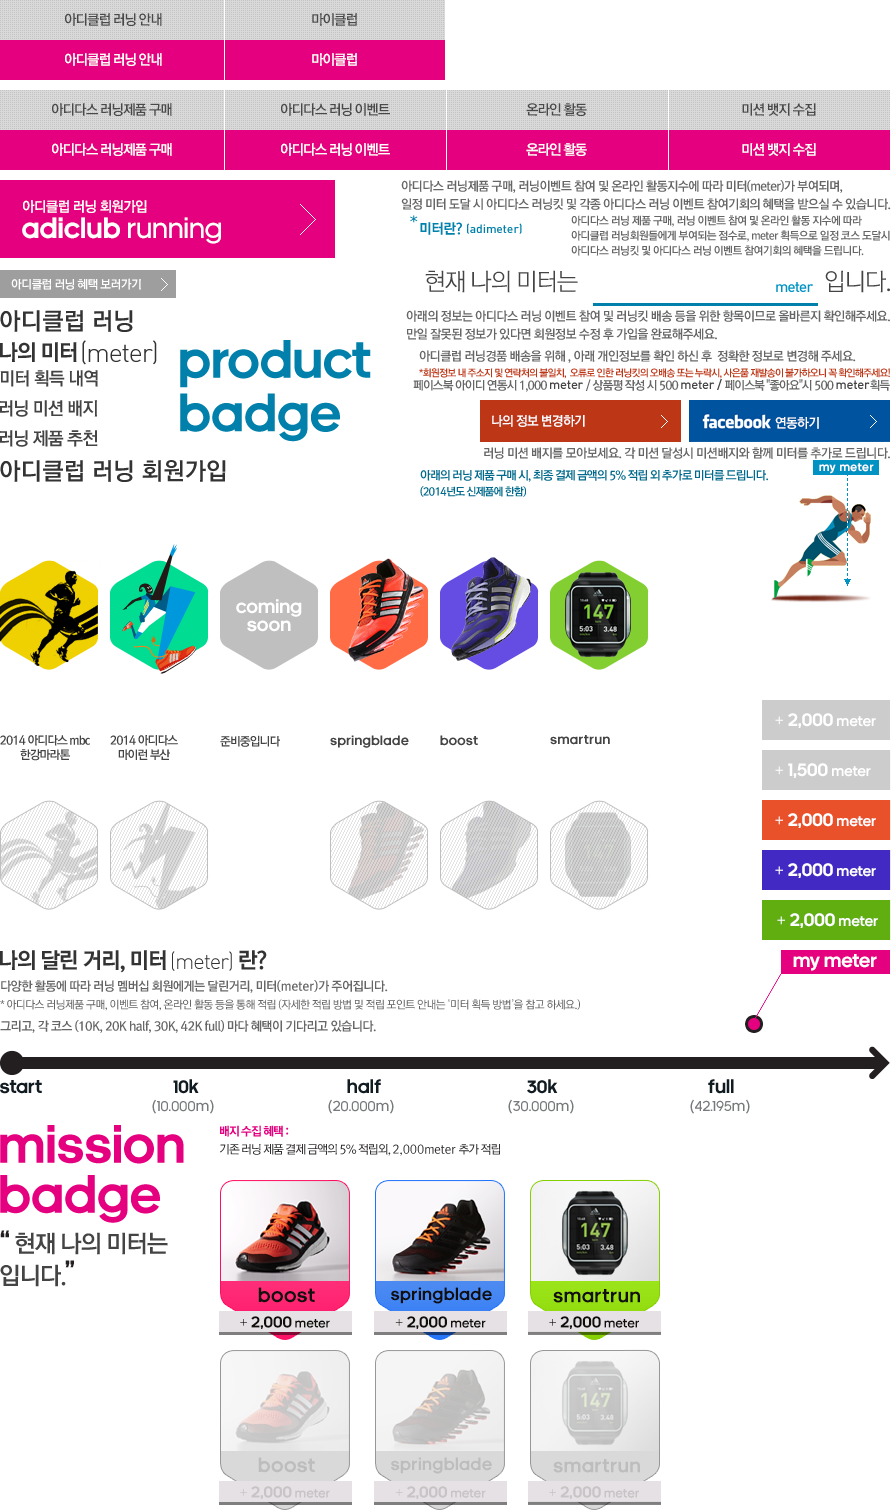 아디클럽 러닝 안내 마이클럽
아디클럽 러닝 안내 마이클럽
아디다스 러닝제품 구매 아디다스 러닝 이벤트 온라인 활동 미션 뱃지 수집
아디다스 러닝제품 구매 아디다스 러닝 이벤트 온라인 활동 미션 뱃지 수집
아디클럽 러닝 회원가입
adiclub running
아디다스 러닝제품 구매, 러닝이벤트 참여 및 온라인 활동지수에 따라 미터(meter)가 부여되며,
일정 미터 도달 시 아디다스 러닝킷 및 각종 아디다스 러닝 이벤트 참여기회의 혜택을 받으실 수 있습니다.
*미터란? (adimeter)
아디다스 러닝 제품 구매, 러닝 이벤트 참여 및 온라인 활동 지수에 따라
아디클럽 러닝회원들에게 부여되는 점수로, meter 획득으로 일정 코스 도달시
아디다스 러닝킷 및 아디다스 러닝 이벤트 참여기회의 혜택을 드립니다.
아디클럽 러닝 혜택 보러가기
현재 나의 미터는 meter 입니다.
아디클럽 러닝
나의 미터(meter)
미터 획득 내역
러닝 미션 배지
러닝 제품 추천
아디클럽 러닝 회원가입
product
badge
아래의 정보는 아디다스 러닝 이벤트 참여 및 러닝킷 배송 등을 위한 항목이므로 올바른지 확인해주세요.
만일 잘못된 정보가 있다면 회원정보 수정 후 가입을 완료해주세요.
아디클럽 러닝경품 배송을 위해 , 아래 개인정보를 확인 하신 후 정확한 정보로 변경해 주세요.
*회원정보 내 주소지 및 연락처의 불일치, 오류로 인한 러닝킷의 오배송 또는 누락시, 사은품 재발송이 불가하오니 꼭 확인해주세요!
페이스북 아이디 연동시 1,000 meter / 상품평 작성 시 500 meter / 페이스북 "좋아요"시 500 meter획득
나의 정보 변경하기
facebook 연동하기
러닝 미션 배지를 모아보세요. 각 미션 달성시 미션배지와 함께 미터를 추가로 드립니다.
my meter
아래의 러닝 제품 구매 시, 최종 결제 금액의 5% 적립 외 추가로 미터를 드립니다.
(2014년도 신제품에 한함)
coming
soon
147
5:03 3.48
2014 아디다스 mbc
한강마라톤
2014 아디다스
마이런 부산
준비중입니다
springblade
boost
smartrun
+ 2,000 meter
+ 1,500 meter
+ 2,000 meter
+ 2,000 meter
+ 2,000 meter
147
나의 달린 거리, 미터(meter) 란?
my meter
다양한 활동에 따라 러닝 멤버십 회원에게는 달린거리, 미터(meter)가 주어집니다.
* 아디다스 러닝제품 구매, 이벤트 참여, 온라인 활동 등을 통해 적립 (자세한 적립 방법 및 적립 포인트 안내는 '미터 획득 방법'을 참고 하세요.)
그리고, 각 코스 (10K, 20K half, 30K, 42K full) 마다 혜택이 기다리고 있습니다.
start 10k half 30k full
(10.000m) (20.000m) (30.000m) (42.195m)
mission
badge
배지 수집 혜택 :
기존 러닝 제품 결제 금액의 5% 적립외, 2,000meter 추가 적립
“ 현재 나의 미터는
입니다.”
147
5:03 3.48
boost springblade smartrun
+ 2,000 meter + 2,000 meter + 2,000 meter
147
5:03 3.48
boost springblade smartrun
+ 2,000 meter + 2,000 meter + 2,000 meter